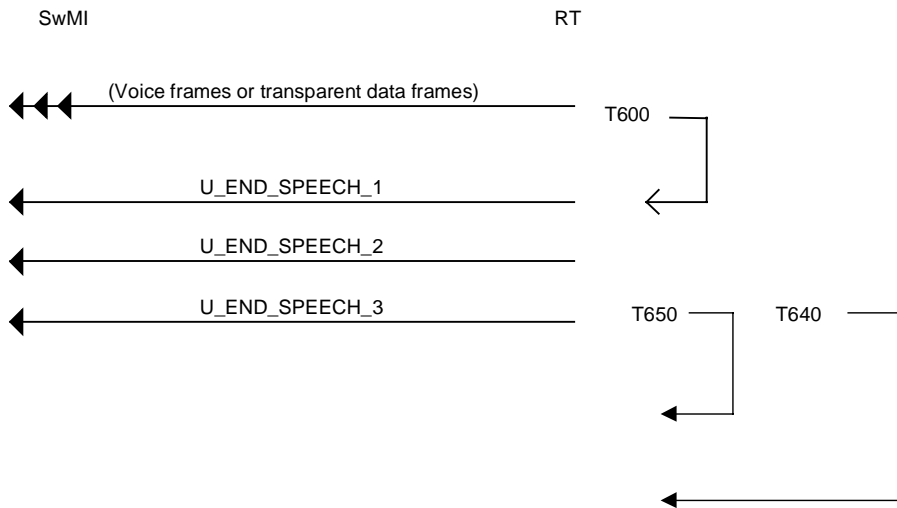 SwMI RT
(Voice frames or transparent data frames)
T600
U_END_SPEECH_1
U_END_SPEECH_2
U_END_SPEECH_3
T650 T640